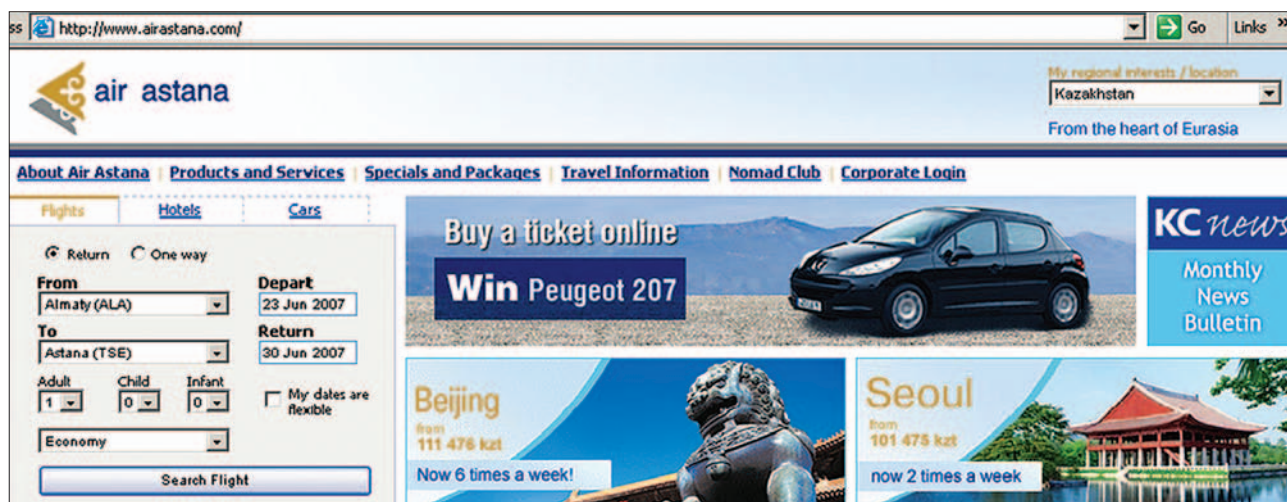 ss http://www.airastana.com/ Go Links »
air astana
My regional interests / location
Kazakhstan
From the heart of Eurasia
About Air Astana | Products and Services | Specials and Packages | Travel Information | Nomad Club | Corporate Login
Flights Hotels Cars
Return One way
From Depart
Almaty (ALA) 23 Jun 2007
To Return
Astana (TSE) 30 Jun 2007
Adult Child Infant
1 0 0
My dates are
flexible
Economy
Search Flight
Buy a ticket online
Win Peugeot 207
KC news
Monthly
News
Bulletin
Beijing
from
111 476 kzt
Now 6 times a week!
Seoul
from
101 475 kzt
now 2 times a week